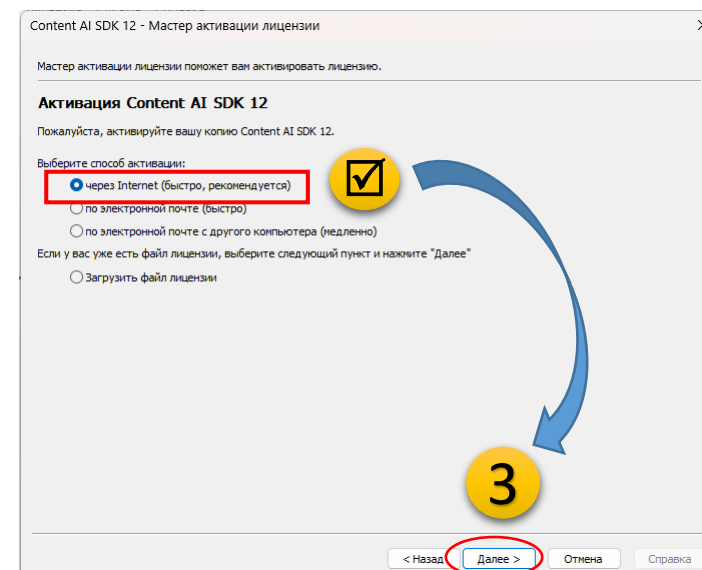 Content AI SDK 12 - Мастер активации лицензии
Мастер активации лицензии поможет вам активировать лицензию.
Активация Content AI SDK 12
Пожалуйста, активируйте вашу копию Content AI SDK 12.
Выберите способ активации:
через Internet (быстро, рекомендуется)
по электронной почте (быстро)
по электронной почте с другого компьютера (медленно)
Если у вас уже есть файл лицензии, выберите следующий пункт и нажмите "Далее"
Загрузить файл лицензии
3
< Назад Далее > Отмена Справка